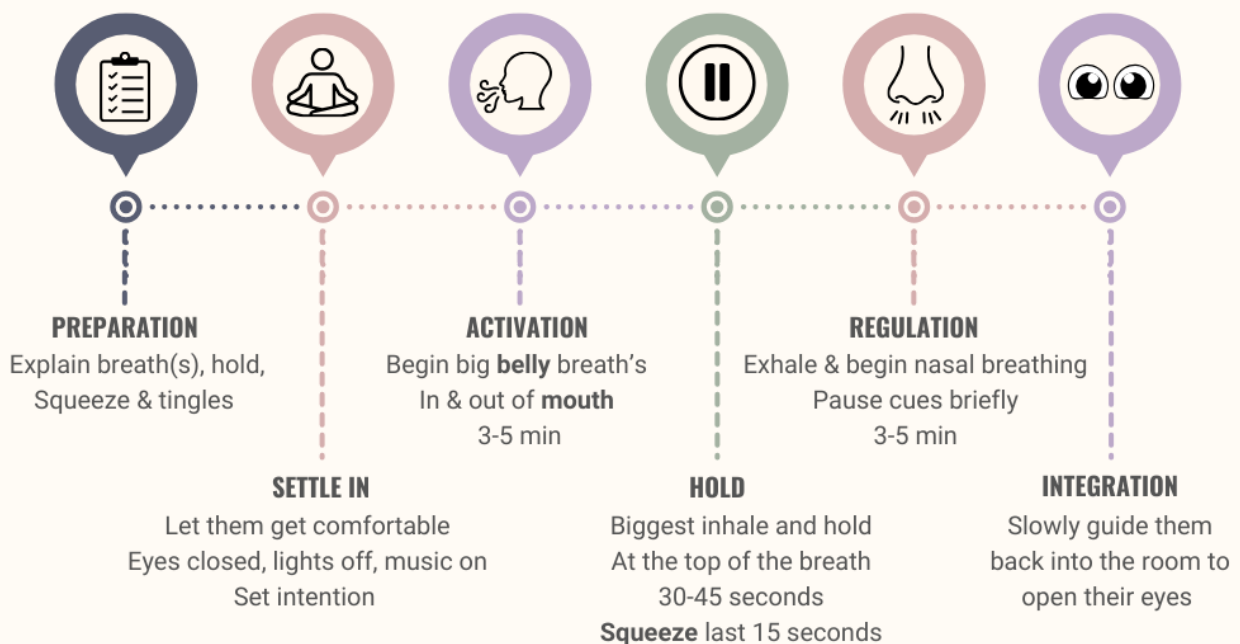 PREPARATION
Explain breath(s), hold,
Squeeze & tingles
SETTLE IN
Let them get comfortable
Eyes closed, lights off, music on
Set intention
ACTIVATION
Begin big belly breath’s
In & out of mouth
3-5 min
HOLD
Biggest inhale and hold
At the top of the breath
30-45 seconds
Squeeze last 15 seconds
REGULATION
Exhale & begin nasal breathing
Pause cues briefly
3-5 min
INTEGRATION
Slowly guide them
back into the room to
open their eyes